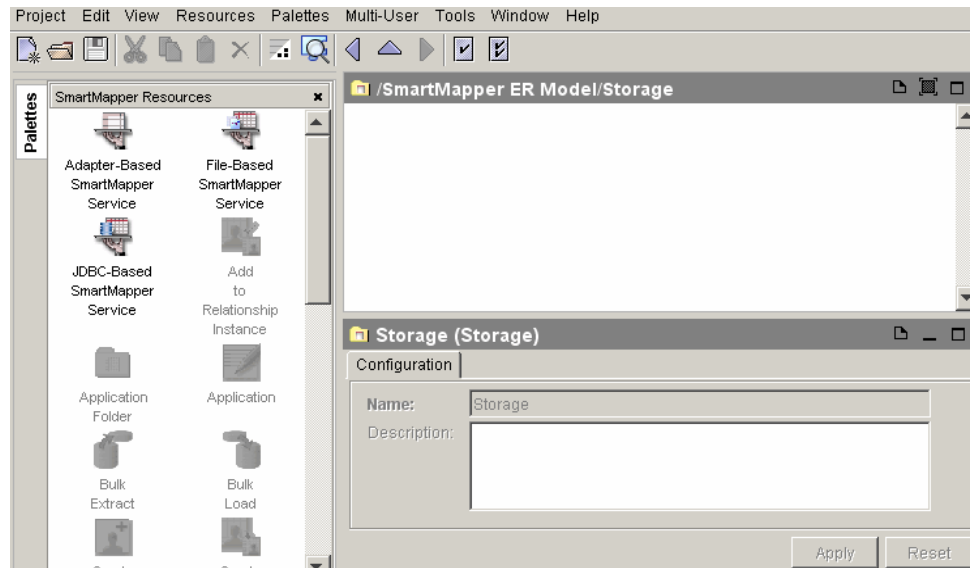 Project Edit View Resources Palettes Multi-User Tools Window Help
Palettes
SmartMapper Resources
Adapter-Based
SmartMapper
Service
File-Based
SmartMapper
Service
JDBC-Based
SmartMapper
Service
Add
to
Relationship
Instance
Application
Folder
Application
Bulk
Extract
Bulk
Load
/SmartMapper ER Model/Storage
Storage (Storage)
Configuration
Name: Storage
Description:
Apply Reset